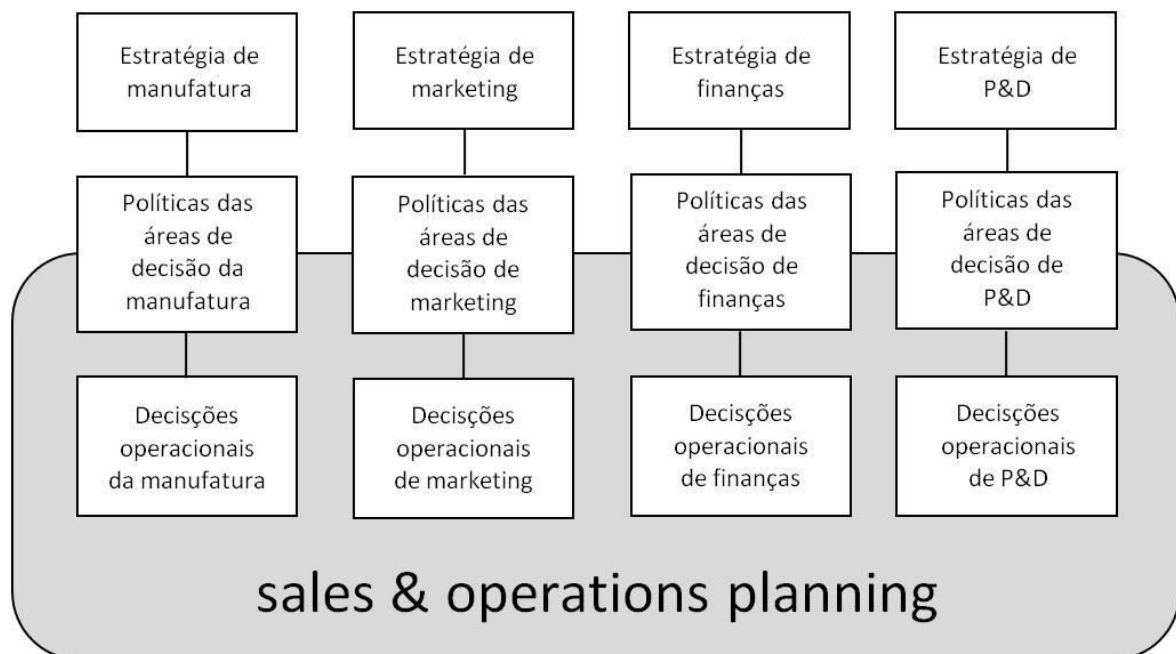 Estratégia de
manufatura
Estratégia de
marketing
Estratégia de
finanças
Estratégia de
P&D
Políticas das
áreas de
decisão da
manufatura
Políticas das
áreas de
decisão de
marketing
Políticas das
áreas de
decisão de
finanças
Políticas das
áreas de
decisão de
P&D
Decisções
operacionais
da manufatura
Decisções
operacionais
de marketing
Decisções
operacionais
de finanças
Decisções
operacionais
de P&D
sales & operations planning